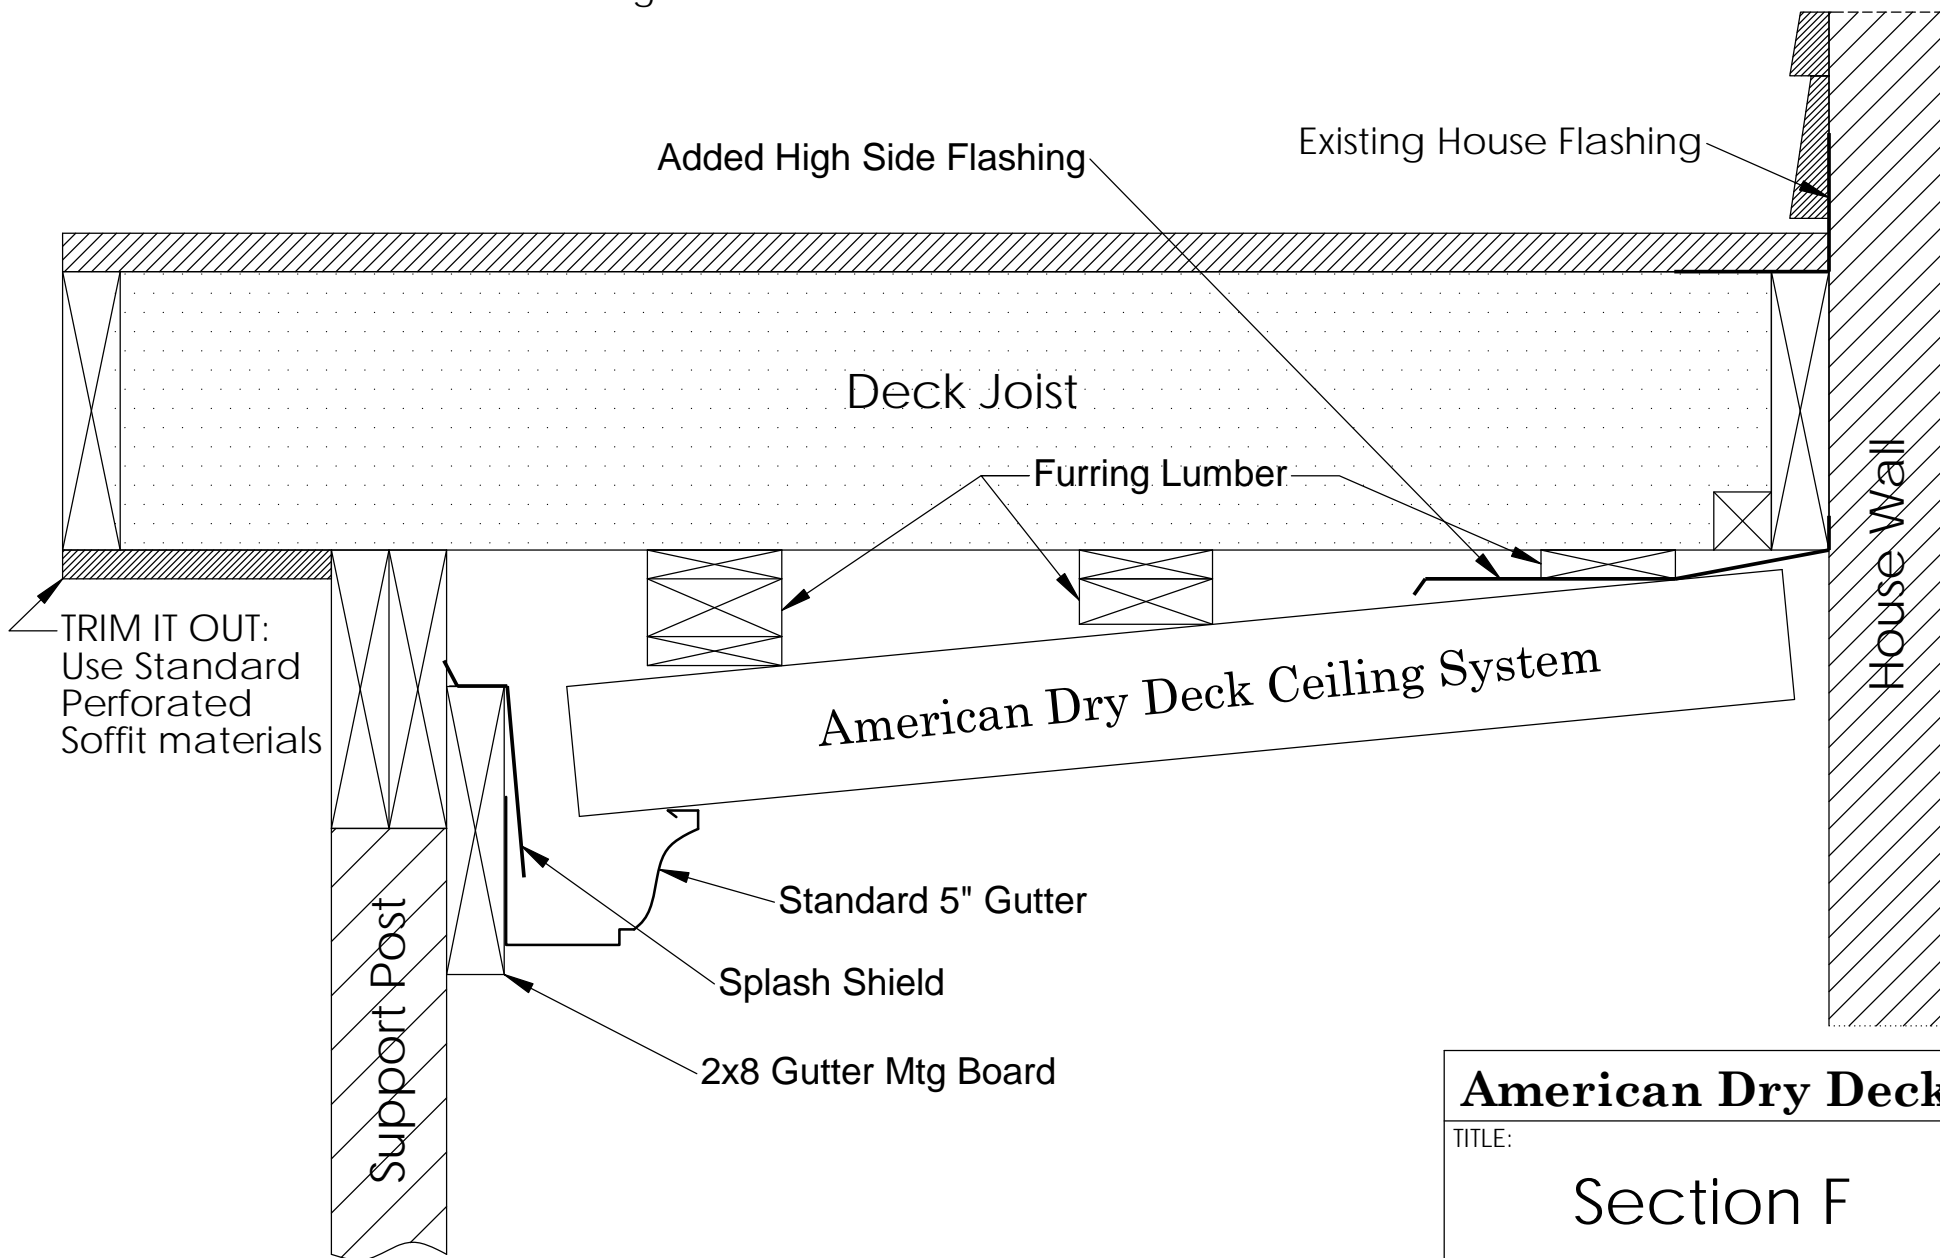 Added High Side Flashing
Existing House Flashing
Deck Joist
Furring Lumber
House Wall
TRIM IT OUT:
Use Standard
Perforated
Soffit materials
American Dry Deck Ceiling System
Standard 5" Gutter
Splash Shield
Support Post
2x8 Gutter Mtg Board
American Dry Deck
TITLE:
Section F